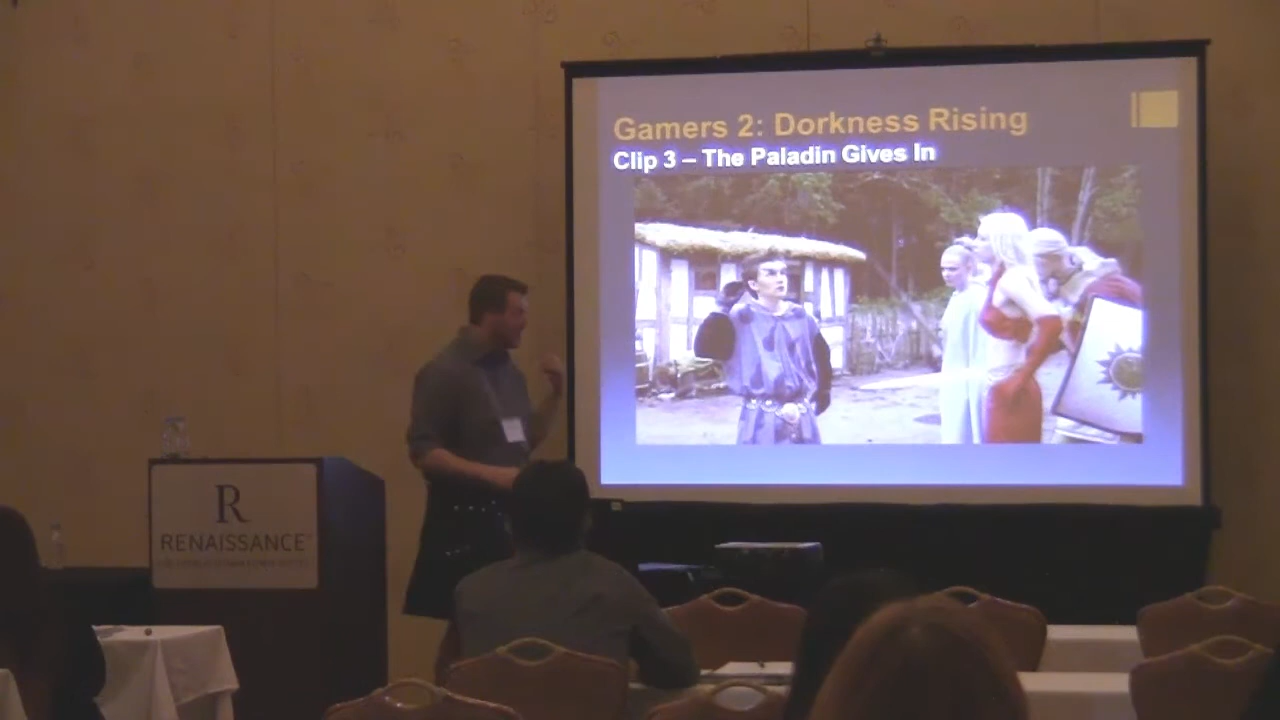 Gamers 2: Dorkness Rising
Clip 3 – The Paladin Gives In
R
RENAISSANCE